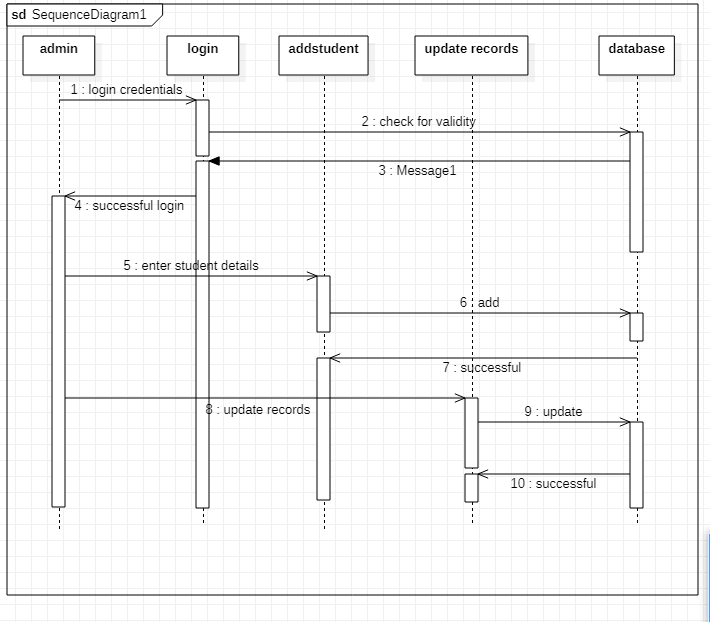 sd SequenceDiagram1
admin
login
addstudent
update records
database
1 : login credentials
2 : check for validity
3 : Message1
4 : successful login
5 : enter student details
6 : add
7 : successful
8 : update records
9 : update
10 : successful